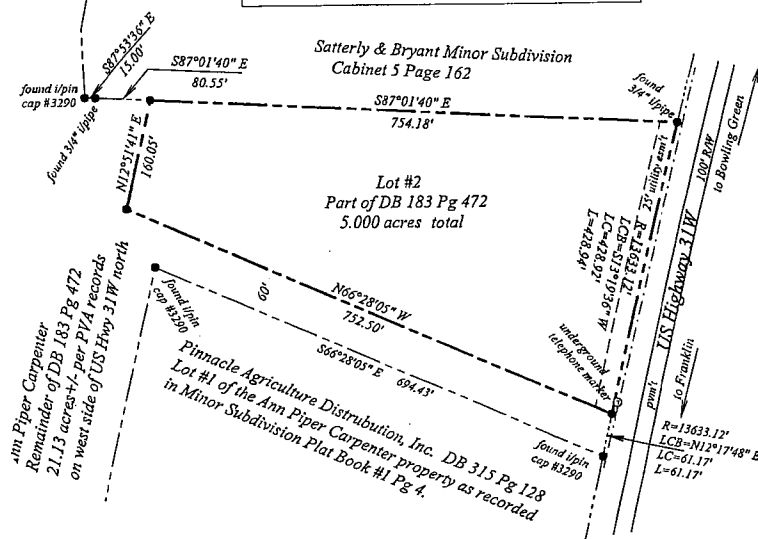 S87°53'36" E
15.00'
S87°01'40" E
80.55'
Satterly & Bryant Minor Subdivision
Cabinet 5 Page 162
found i/pin
cap #3290
found 3/4" i/pipe
S87°01'40" E
754.18'
found
3/4" i/pipe
N12°51'41" E
160.05'
Lot #2
Part of DB 183 Pg 472
5.000 acres total
25' utility esm't
R=13633.12'
LCB=S13°19'36" W
LC=428.92'
L=428.94'
100' R/W
to Bowling Green
US Highway 31W
to Franklin
pvm't
N66°28'05" W
752.50'
60'
found i/pin
cap #3290
S66°28'05" E 694.43'
underground
telephone marker
Pinnacle Agriculture Distrubution, Inc. DB 315 Pg 128
Lot #1 of the Ann Piper Carpenter property as recorded
in Minor Subdivision Plat Book #1 Pg 4.
found i/pin
cap #3290
R=13633.12'
LCB=N12°17'48" E
LC=61.17'
L=61.17'
nn Piper Carpenter
Remainder of DB 183 Pg 472
21.13 acres+/- per PVA records
on west side of US Hwy 31W north